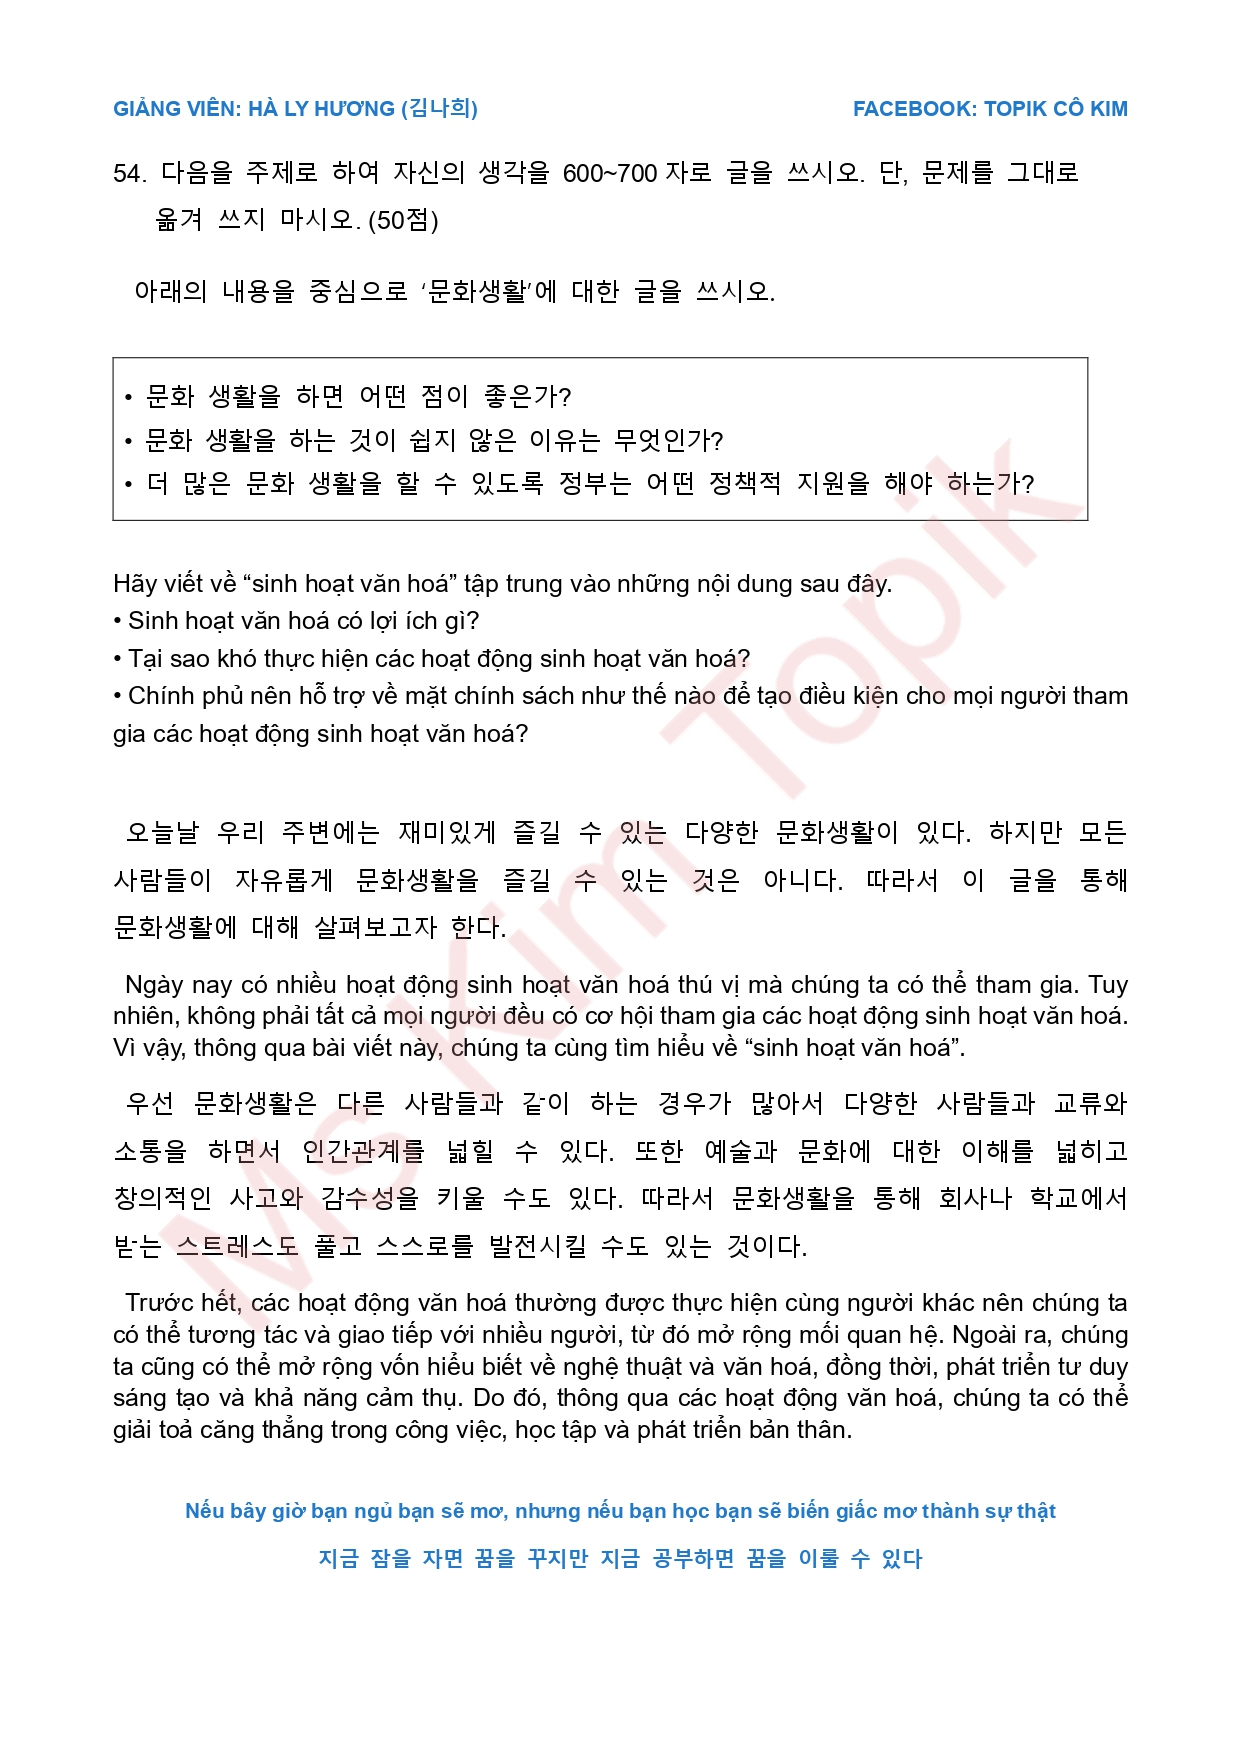 GIẢNG VIÊN: HÀ LY HƯƠNG (김나희) FACEBOOK: TOPIK CÔ KIM
54. 다음을 주제로 하여 자신의 생각을 600~700 자로 글을 쓰시오. 단, 문제를 그대로
옮겨 쓰지 마시오. (50점)
아래의 내용을 중심으로 ‘문화생활’에 대한 글을 쓰시오.
• 문화 생활을 하면 어떤 점이 좋은가?
• 문화 생활을 하는 것이 쉽지 않은 이유는 무엇인가?
• 더 많은 문화 생활을 할 수 있도록 정부는 어떤 정책적 지원을 해야 하는가?
Hãy viết về “sinh hoạt văn hoá” tập trung vào những nội dung sau đây.
• Sinh hoạt văn hoá có lợi ích gì?
• Tại sao khó thực hiện các hoạt động sinh hoạt văn hoá?
• Chính phủ nên hỗ trợ về mặt chính sách như thế nào để tạo điều kiện cho mọi người tham
gia các hoạt động sinh hoạt văn hoá?
오늘날 우리 주변에는 재미있게 즐길 수 있는 다양한 문화생활이 있다. 하지만 모든
사람들이 자유롭게 문화생활을 즐길 수 있는 것은 아니다. 따라서 이 글을 통해
문화생활에 대해 살펴보고자 한다.
Ngày nay có nhiều hoạt động sinh hoạt văn hoá thú vị mà chúng ta có thể tham gia. Tuy
nhiên, không phải tất cả mọi người đều có cơ hội tham gia các hoạt động sinh hoạt văn hoá.
Vì vậy, thông qua bài viết này, chúng ta cùng tìm hiểu về “sinh hoạt văn hoá”.
우선 문화생활은 다른 사람들과 같이 하는 경우가 많아서 다양한 사람들과 교류와
소통을 하면서 인간관계를 넓힐 수 있다. 또한 예술과 문화에 대한 이해를 넓히고
창의적인 사고와 감수성을 키울 수도 있다. 따라서 문화생활을 통해 회사나 학교에서
받는 스트레스도 풀고 스스로를 발전시킬 수도 있는 것이다.
Trước hết, các hoạt động văn hoá thường được thực hiện cùng người khác nên chúng ta
có thể tương tác và giao tiếp với nhiều người, từ đó mở rộng mối quan hệ. Ngoài ra, chúng
ta cũng có thể mở rộng vốn hiểu biết về nghệ thuật và văn hoá, đồng thời, phát triển tư duy
sáng tạo và khả năng cảm thụ. Do đó, thông qua các hoạt động văn hoá, chúng ta có thể
giải toả căng thẳng trong công việc, học tập và phát triển bản thân.
Nếu bây giờ bạn ngủ bạn sẽ mơ, nhưng nếu bạn học bạn sẽ biến giấc mơ thành sự thật
지금 잠을 자면 꿈을 꾸지만 지금 공부하면 꿈을 이룰 수 있다
Ms Kim Topik